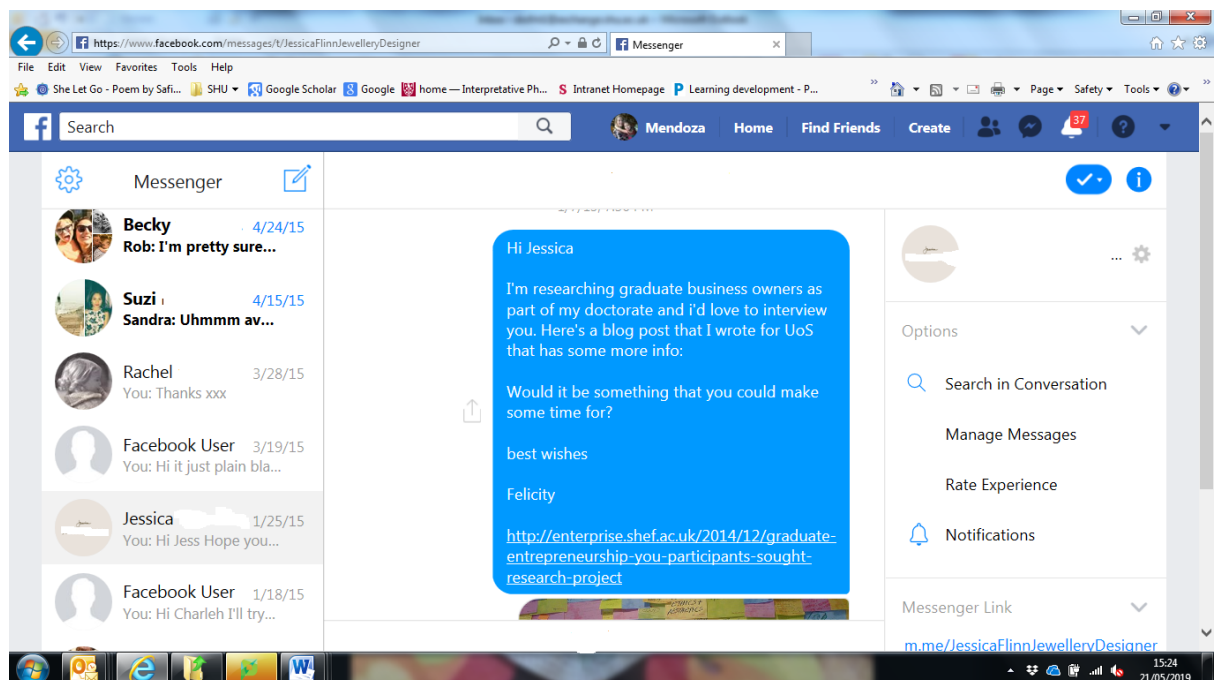 https://www.facebook.com/messages/t/JessicaFlinnJewelleryDesigner
Messenger
File Edit View Favorites Tools Help
She Let Go - Poem by Safi... SHU Google Scholar Google home — Interpretative Ph... S Intranet Homepage P Learning development - P... Page Safety Tools
f Search Mendoza Home Find Friends Create 37
Messenger
Becky 4/24/15
Rob: I'm pretty sure...
Suzi 4/15/15
Sandra: Uhmmm av...
Rachel 3/28/15
You: Thanks xxx
Facebook User 3/19/15
You: Hi it just plain bla...
Jessica 1/25/15
You: Hi Jess Hope you...
Facebook User 1/18/15
You: Hi Charleh I'll try...
Hi Jessica
I'm researching graduate business owners as
part of my doctorate and i'd love to interview
you. Here's a blog post that I wrote for UoS
that has some more info:
Would it be something that you could make
some time for?
best wishes
Felicity
http://enterprise.shef.ac.uk/2014/12/graduate-
entrepreneurship-you-participants-sought-
research-project
...
Options
Search in Conversation
Manage Messages
Rate Experience
Notifications
Messenger Link
m.me/JessicaFlinnJewelleryDesigner
15:24
21/05/2019